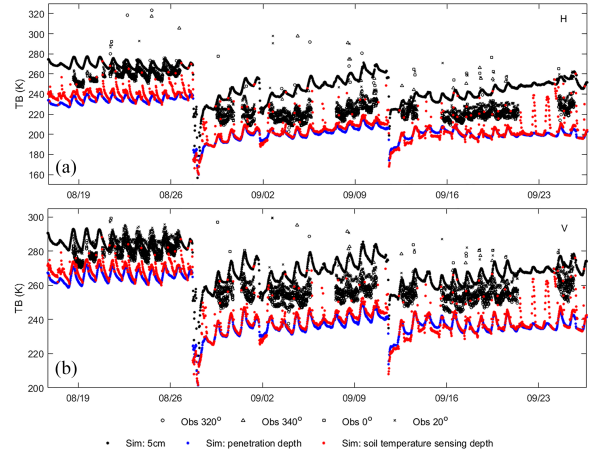 320
H
300
280
260
TB (K)
240
220
200
180
160
(a)
08/19 08/26 09/02 09/09 09/16 09/23
300
V
280
260
TB (K)
240
220
200
(b)
08/19 08/26 09/02 09/09 09/16 09/23
Obs 320° Obs 340° Obs 0° Obs 20°
Sim: 5cm Sim: penetration depth Sim: soil temperature sensing depth